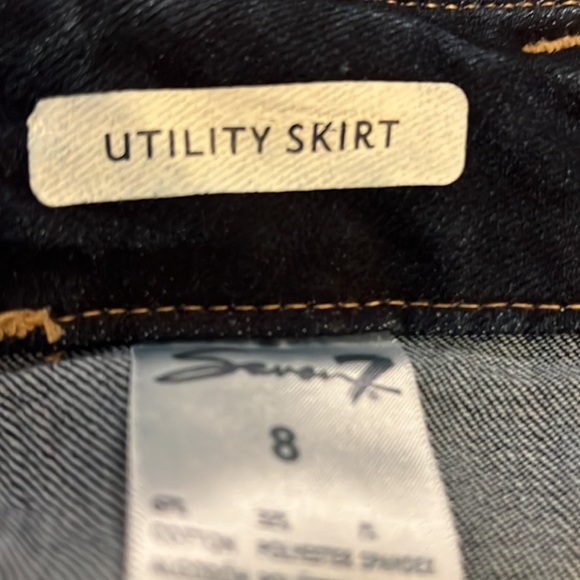 UTILITY SKIRT
Seven7
8
COTTON POLYESTER SPANDEX